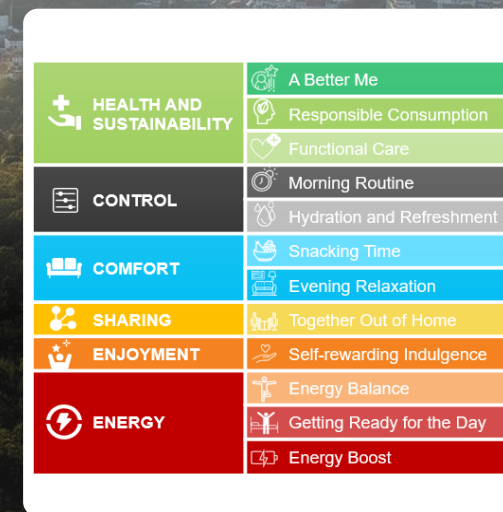 HEALTH AND
SUSTAINABILITY
A Better Me
Responsible Consumption
Functional Care
CONTROL
Morning Routine
Hydration and Refreshment
COMFORT
Snacking Time
Evening Relaxation
SHARING
Together Out of Home
ENJOYMENT
Self-rewarding Indulgence
ENERGY
Energy Balance
Getting Ready for the Day
Energy Boost